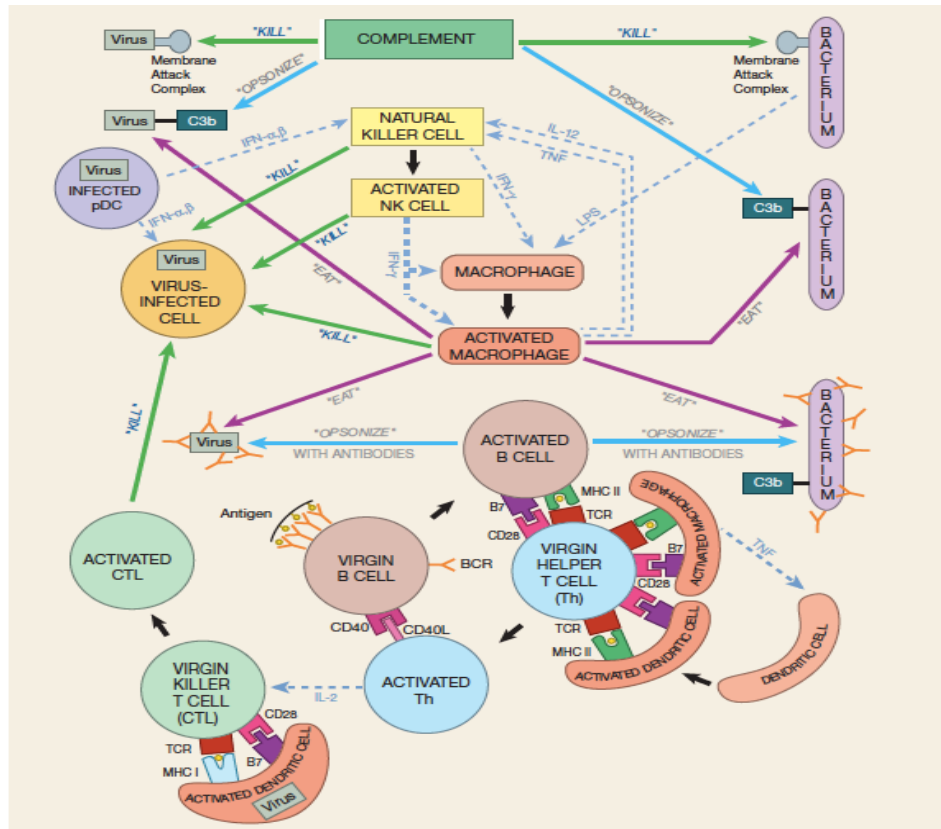 Virus
"KILL"
COMPLEMENT
"KILL"
Membrane
Attack
Complex
Membrane
Attack
Complex
BACTERIUM
"OPSONIZE"
"OPSONIZE"
Virus
C3b
IFN-α,β
NATURAL
KILLER CELL
IL-12
TNF
Virus
INFECTED
pDC
"KILL"
IFN-γ
LPS
C3b
BACTERIUM
ACTIVATED
NK CELL
IFN-α,β
"KILL"
IFN-γ
Virus
VIRUS-
INFECTED
CELL
"EAT"
MACROPHAGE
"EAT"
"KILL"
ACTIVATED
MACROPHAGE
"KILL"
"EAT"
"EAT"
Virus
"OPSONIZE"
WITH ANTIBODIES
ACTIVATED
B CELL
"OPSONIZE"
WITH ANTIBODIES
BACTERIUM
C3b
Antigen
B7
CD28
MHC II
TCR
ACTIVATED MACROPHAGE
ACTIVATED
CTL
VIRGIN
B CELL
BCR
VIRGIN
HELPER
T CELL
(Th)
B7
CD28
TNF
CD40
CD40L
TCR
MHC II
ACTIVATED DENDRITIC CELL
DENDRITIC CELL
VIRGIN
KILLER
T CELL
(CTL)
IL-2
ACTIVATED
Th
CD28
TCR
B7
MHC I
ACTIVATED DENDRITIC CELL
Virus